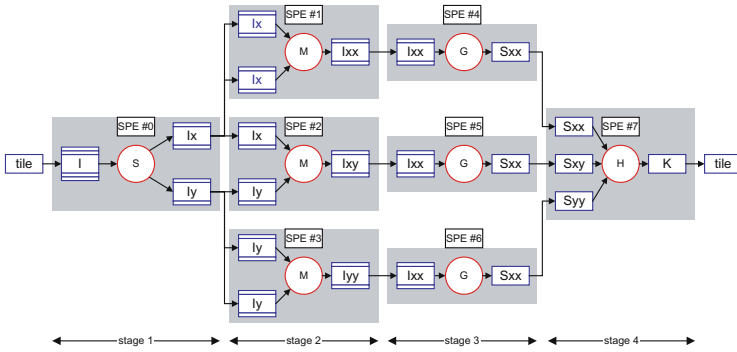 SPE #1
SPE #4
Ix
M
Ixx
Ixx
G
Sxx
Ix
SPE #0
SPE #2
SPE #5
SPE #7
tile
I
S
Ix
Iy
Ix
M
Ixy
Iy
Ixx
G
Sxx
Sxx
Sxy
Syy
H
K
tile
SPE #3
SPE #6
Iy
M
Iyy
Ixx
G
Sxx
Iy
stage 1
stage 2
stage 3
stage 4